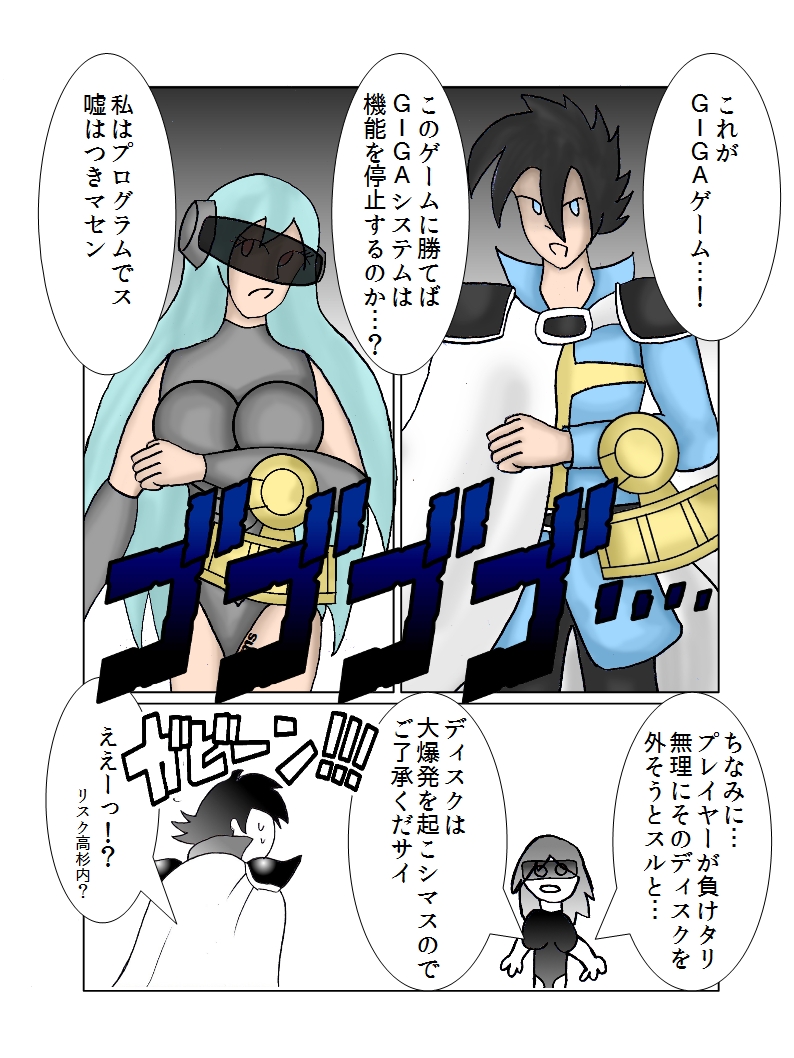 これが
GIGAゲーム…！
このゲームに勝てば
GIGAシステムは
機能を停止するのか…？
私はプログラムでス
嘘はつきマセン
ゴゴゴゴ…
ちなみに…
プレイヤーが負けタリ
無理にそのディスクを
外そうとスルと…
ディスクは
大爆発を起こシマスので
ご了承くだサイ
ガビーン!!!
ええーっ！？
リスク高杉内？